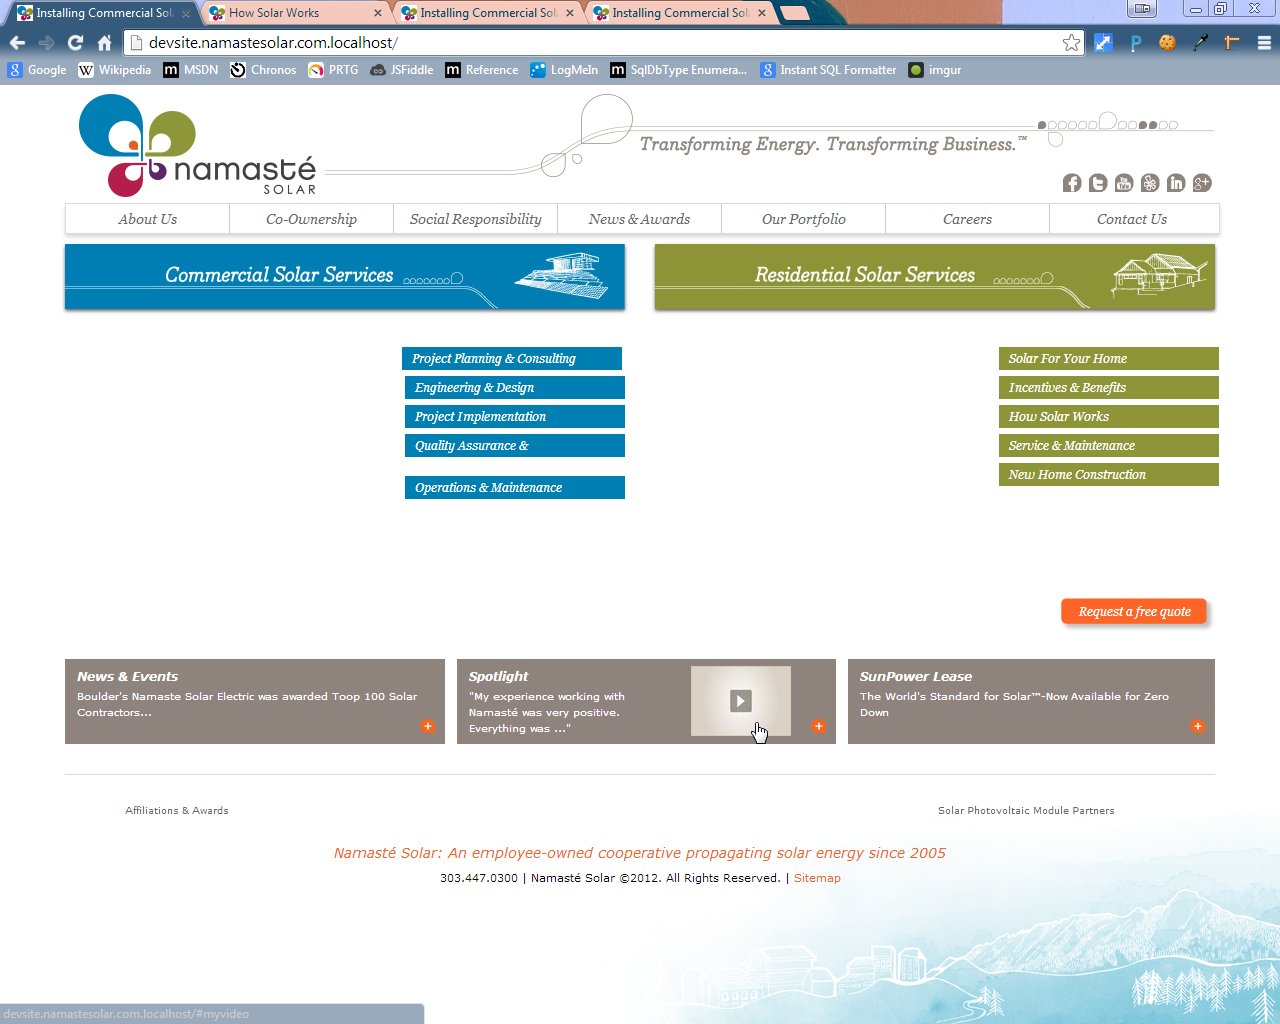 Installing Commercial Sol
How Solar Works
Installing Commercial Sol
Installing Commercial Sol
devsite.namastesolar.com.localhost/
Google
Wikipedia
MSDN
Chronos
PRTG
JSFiddle
Reference
LogMeIn
SqlDbType Enumera...
Instant SQL Formatter
imgur
namasté
SOLAR
Transforming Energy. Transforming Business.™
About Us
Co-Ownership
Social Responsibility
News & Awards
Our Portfolio
Careers
Contact Us
Commercial Solar Services
Residential Solar Services
Project Planning & Consulting
Engineering & Design
Project Implementation
Quality Assurance &
Operations & Maintenance
Solar For Your Home
Incentives & Benefits
How Solar Works
Service & Maintenance
New Home Construction
Request a free quote
News & Events
Boulder's Namaste Solar Electric was awarded Toop 100 Solar
Contractors...
Spotlight
"My experience working with
Namasté was very positive.
Everything was ..."
SunPower Lease
The World's Standard for Solar™-Now Available for Zero
Down
Affiliations & Awards
Solar Photovoltaic Module Partners
Namasté Solar: An employee-owned cooperative propagating solar energy since 2005
303.447.0300 | Namasté Solar ©2012. All Rights Reserved. | Sitemap
devsite.namastesolar.com.localhost/#myvideo